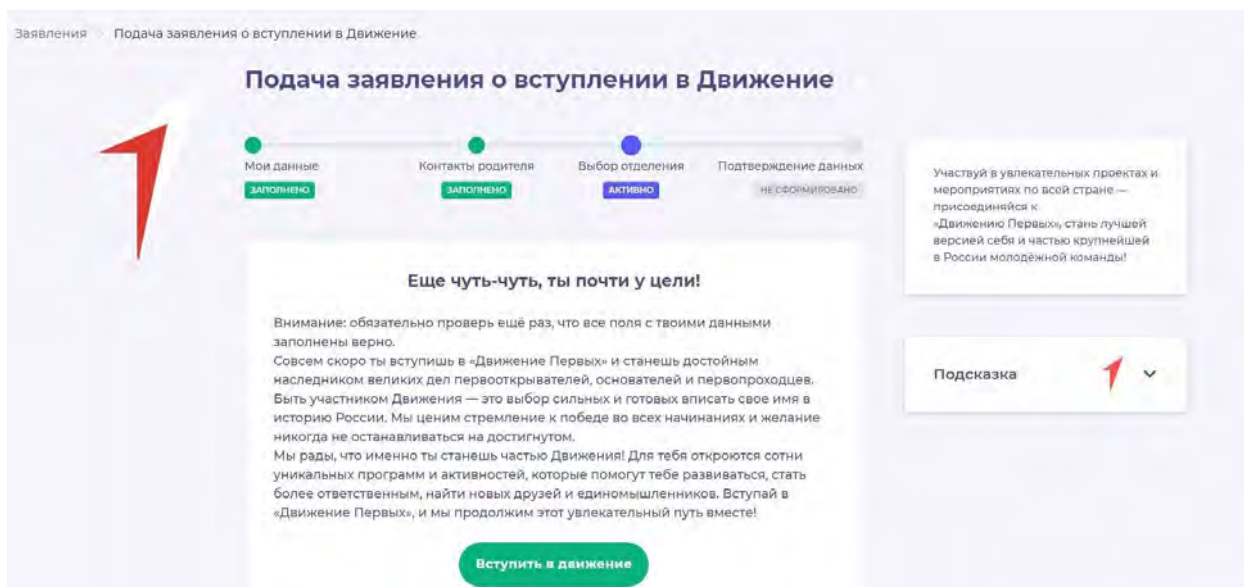 Заявления Подача заявления о вступлении в Движение
Подача заявления о вступлении в Движение
Мои данные Контакты родителя Выбор отделения Подтверждение данных
ЗАПОЛНЕНО ЗАПОЛНЕНО АКТИВНО НЕ СФОРМИРОВАНО
Еще чуть-чуть, ты почти у цели!
Внимание: обязательно проверь ещё раз, что все поля с твоими данными
заполнены верно.
Совсем скоро ты вступишь в «Движение Первых» и станешь достойным
наследником великих дел первооткрывателей, основателей и первопроходцев.
Быть участником Движения — это выбор сильных и готовых вписать свое имя в
историю России. Мы ценим стремление к победе во всех начинаниях и желание
никогда не останавливаться на достигнутом.
Мы рады, что именно ты станешь частью Движения! Для тебя откроются сотни
уникальных программ и активностей, которые помогут тебе развиваться, стать
более ответственным, найти новых друзей и единомышленников. Вступай в
«Движение Первых», и мы продолжим этот увлекательный путь вместе!
Вступить в движение
Участвуй в увлекательных проектах и
мероприятиях по всей стране —
присоединяйся к
«Движению Первых», стань лучшей
версией себя и частью крупнейшей
в России молодёжной команды!
Подсказка